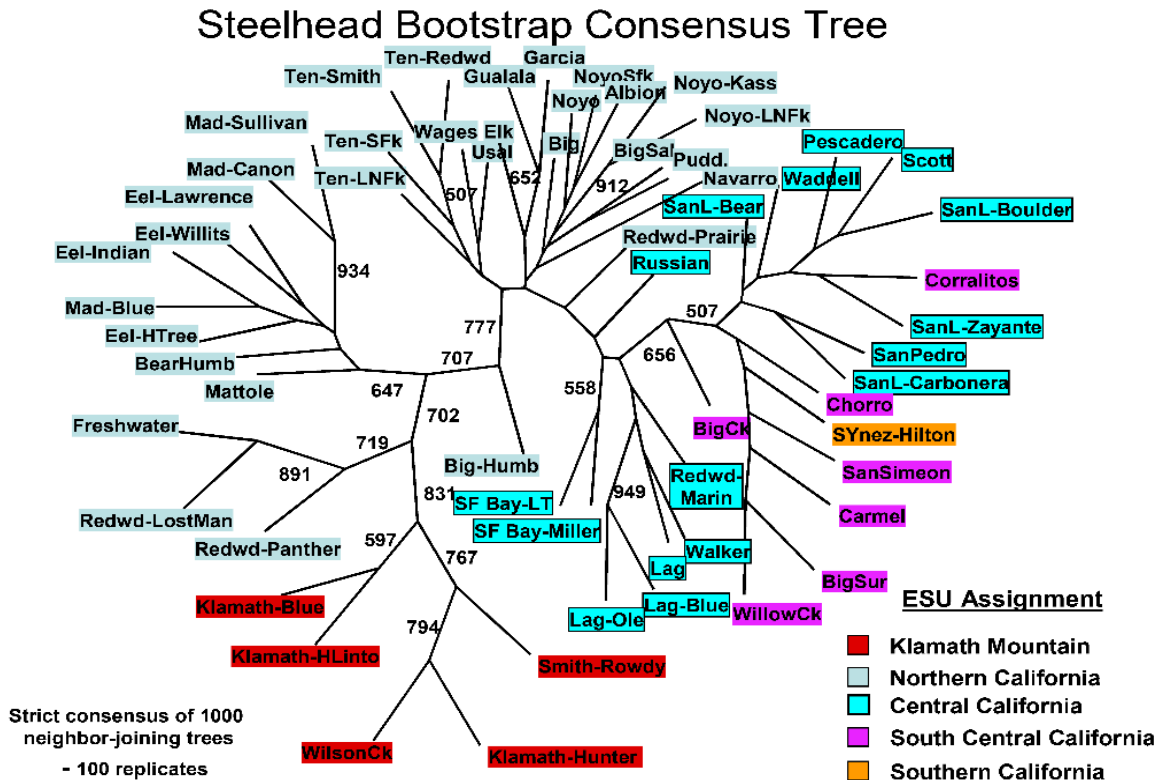 Steelhead Bootstrap Consensus Tree
Ten-Redwd
Garcia
Ten-Smith
Gualala
NoyoSfk
Noyo-Kass
Albion
Noyo
Mad-Sullivan
Noyo-LNFk
Wages
Elk
Ten-SFk
Usal
Big
BigSal
Pescadero
Scott
Mad-Canon
Pudd.
Ten-LNFk
652
912
Navarro
Waddell
507
Eel-Lawrence
SanL-Bear
SanL-Boulder
Eel-Willits
Redwd-Prairie
Eel-Indian
Russian
934
Corralitos
Mad-Blue
507
777
SanL-Zayante
Eel-HTree
656
SanPedro
BearHumb
707
558
SanL-Carbonera
Mattole
647
Chorro
702
BigCk
SYnez-Hilton
Freshwater
719
Big-Humb
Redwd-
Marin
SanSimeon
891
831
949
SF Bay-LT
Carmel
Redwd-LostMan
SF Bay-Miller
Redwd-Panther
597
767
Walker
Lag
BigSur
Klamath-Blue
Lag-Blue
WillowCk
Lag-Ole
794
Klamath-HLinto
Smith-Rowdy
WilsonCk
Klamath-Hunter
ESU Assignment
Klamath Mountain
Northern California
Central California
South Central California
Southern California
Strict consensus of 1000
neighbor-joining trees
- 100 replicates